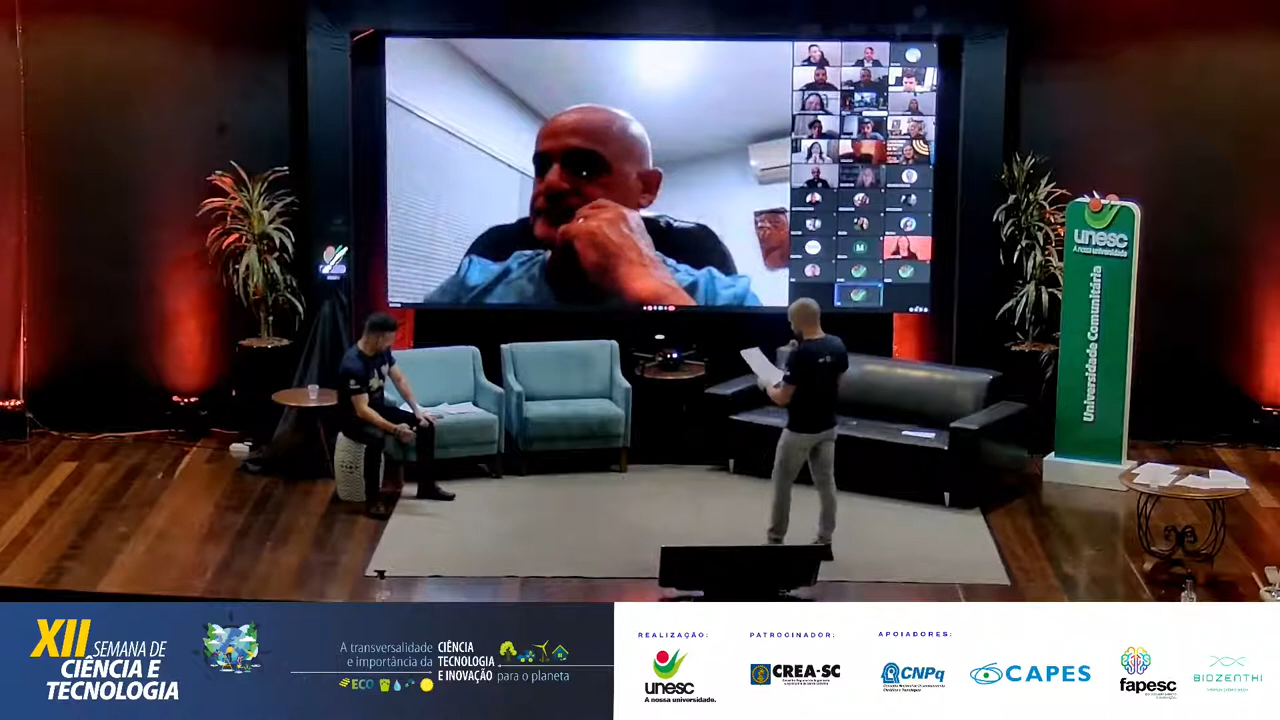 unesc
A nossa universidade
Universidade Comunitária
M
XII SEMANA DE
CIÊNCIA E
TECNOLOGIA
A transversalidade CIÊNCIA
e importância da TECNOLOGIA
E INOVAÇÃO para o planeta
ECO
REALIZAÇÃO:
unesc
A nossa universidade.
PATROCINADOR:
CREA-SC
APOIADORES:
CNPq
CAPES
fapesc
BIOZENTHI